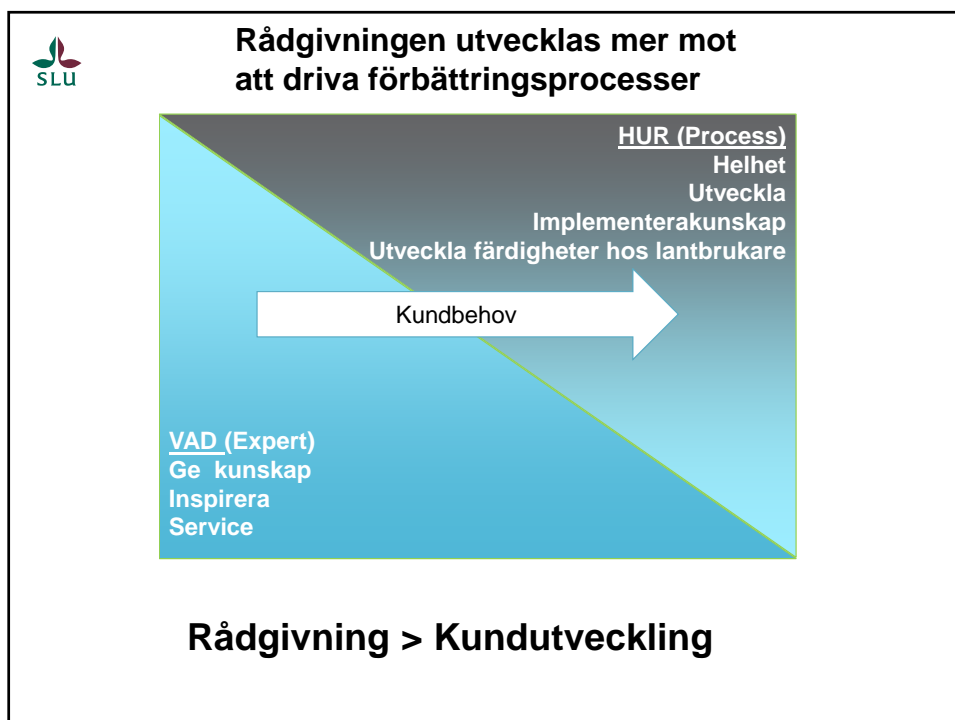 SLU
Rådgivningen utvecklas mer mot
att driva förbättringsprocesser
HUR (Process)
Helhet
Utveckla
Implementerakunskap
Utveckla färdigheter hos lantbrukare
Kundbehov
VAD (Expert)
Ge  kunskap
Inspirera
Service
Rådgivning > Kundutveckling